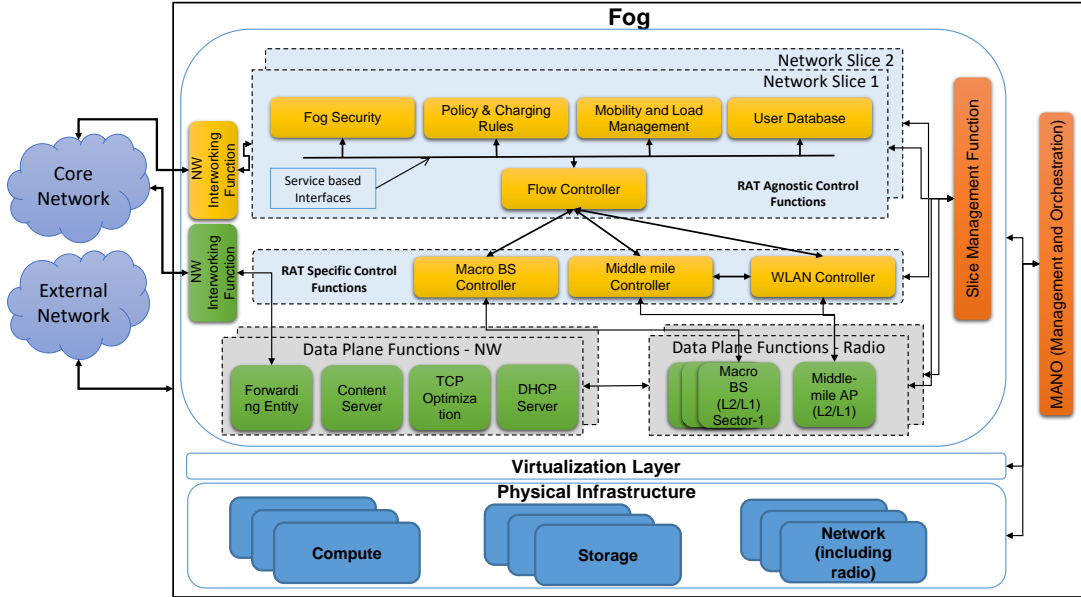 Fog
Network Slice 2
Network Slice 1
Fog Security
Policy & Charging
Rules
Mobility and Load
Management
User Database
Service based
Interfaces
Flow Controller
RAT Agnostic Control
Functions
Core
Network
External
Network
NW
Interworking
Function
NW
Interworking
Function
RAT Specific Control
Functions
Macro BS
Controller
Middle mile
Controller
WLAN Controller
Data Plane Functions - NW
Forwardi
ng Entity
Content
Server
TCP
Optimiza
tion
DHCP
Server
Data Plane Functions - Radio
Macro
BS
(L2/L1)
Sector-1
Middle-
mile AP
(L2/L1)
Slice Management Function
MANO (Management and Orchestration)
Virtualization Layer
Physical Infrastructure
Compute
Storage
Network
(including
radio)